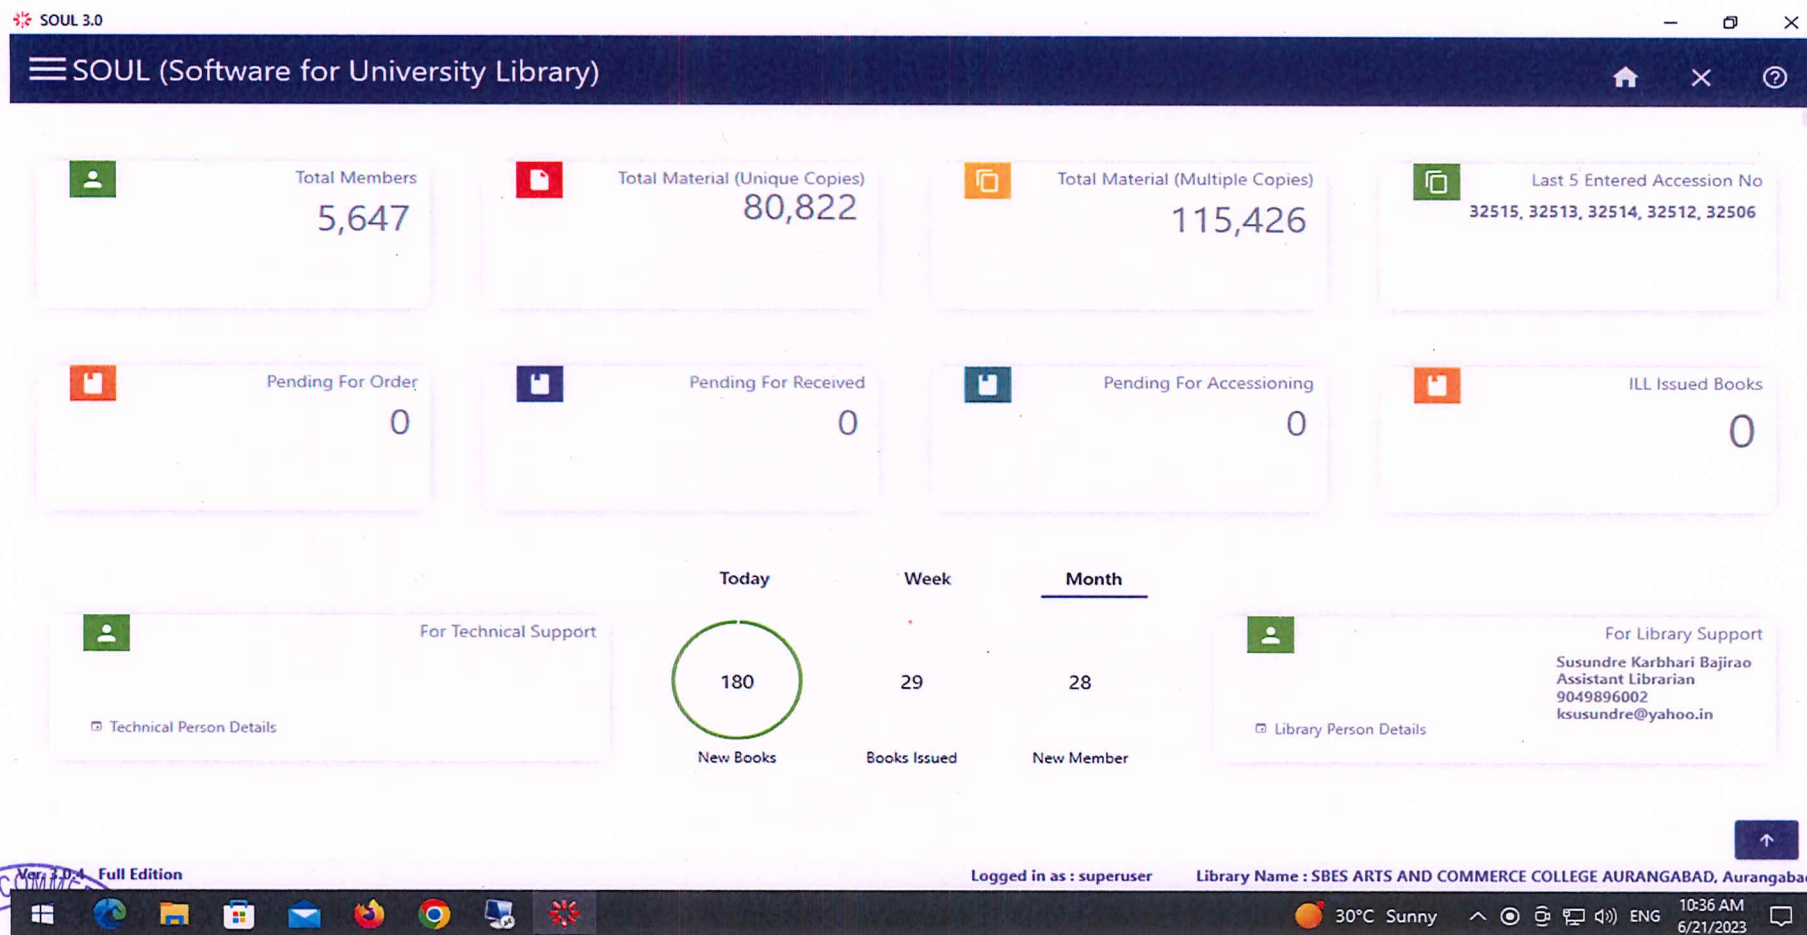 SOUL 3.0
SOUL (Software for University Library)
Total Members
5,647
Total Material (Unique Copies)
80,822
Total Material (Multiple Copies)
115,426
Last 5 Entered Accession No
32515, 32513, 32514, 32512, 32506
Pending For Order
0
Pending For Received
0
Pending For Accessioning
0
ILL Issued Books
0
Today Week Month
For Technical Support
Technical Person Details
180 29 28
New Books Books Issued New Member
For Library Support
Susundre Karbhari Bajirao
Assistant Librarian
9049896002
ksusundre@yahoo.in
Library Person Details
Ver. 3.0.4 Full Edition
Logged in as : superuser
Library Name : SBES ARTS AND COMMERCE COLLEGE AURANGABAD, Aurangabad
30°C Sunny
ENG
10:36 AM
6/21/2023